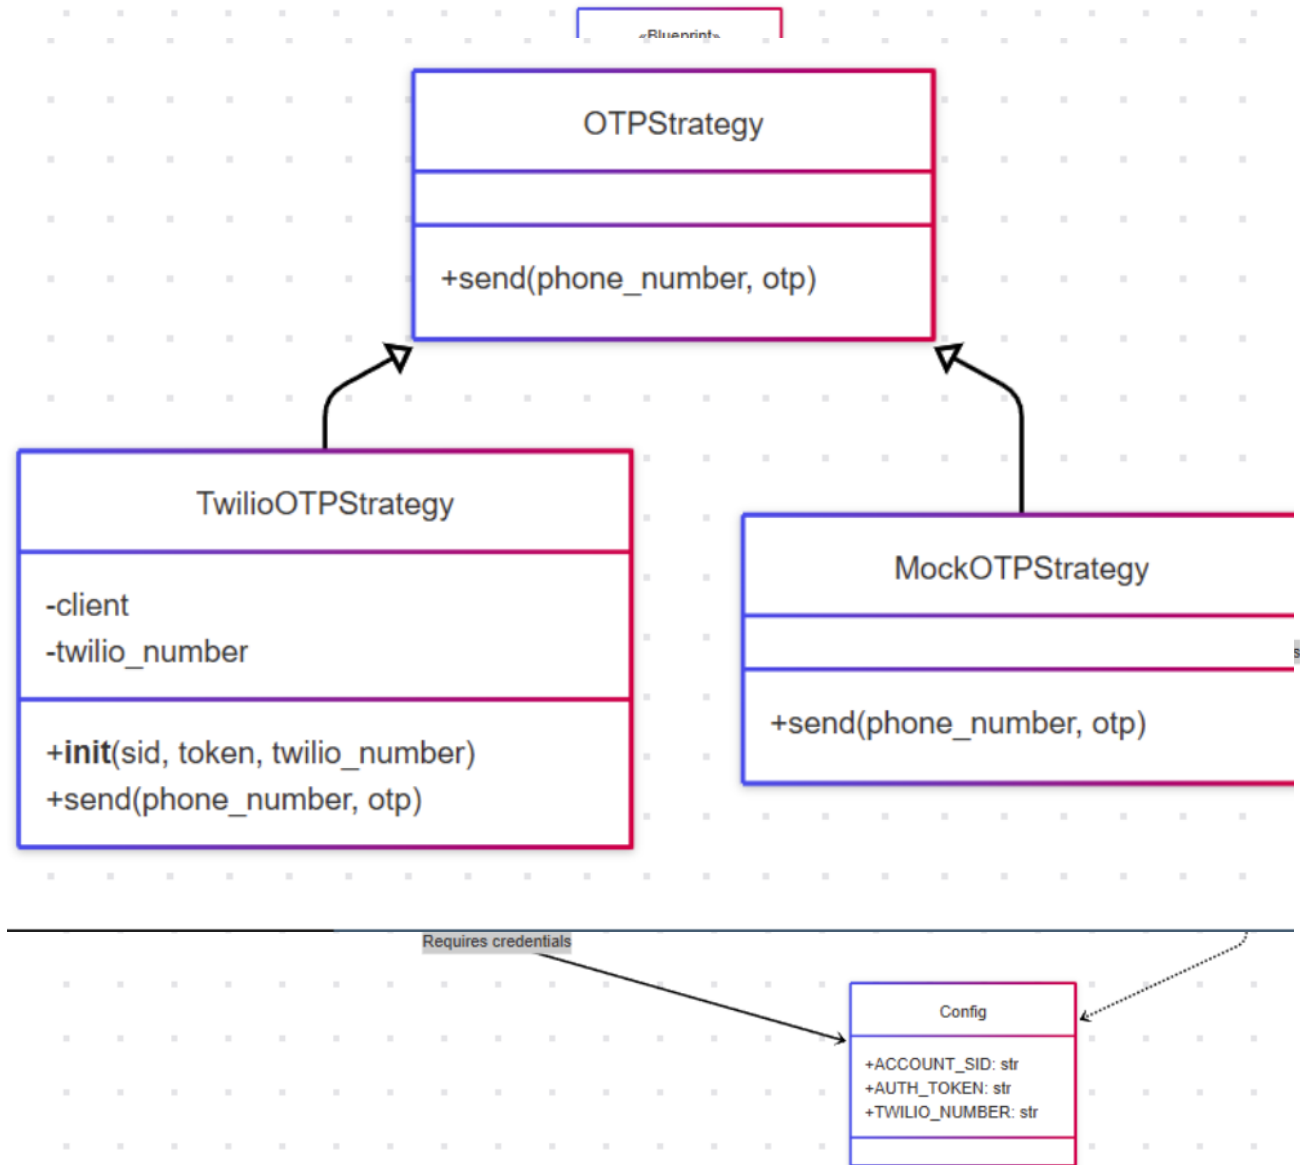 «Blueprint»
OTPStrategy
+send(phone_number, otp)
TwilioOTPStrategy
-client
-twilio_number
+init(sid, token, twilio_number)
+send(phone_number, otp)
MockOTPStrategy
+send(phone_number, otp)
Requires credentials
Config
+ACCOUNT_SID: str
+AUTH_TOKEN: str
+TWILIO_NUMBER: str